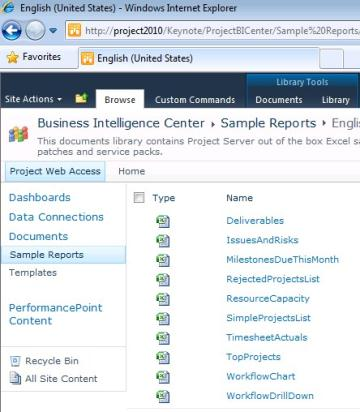 English (United States) - Windows Internet Explorer
http://project2010/Keynote/ProjectBICenter/Sample%20Reports/
Favorites
English (United States)
Library Tools
Site Actions
Browse
Custom Commands
Documents
Library
Business Intelligence Center
Sample Reports
This documents library contains Project Server out of the box Excel
patches and service packs.
Project Web Access
Home
Dashboards
Data Connections
Documents
Sample Reports
Templates
PerformancePoint
Content
Recycle Bin
All Site Content
Type
Name
Deliverables
IssuesAndRisks
MilestonesDueThisMonth
RejectedProjectsList
ResourceCapacity
SimpleProjectsList
TimesheetActuals
TopProjects
WorkflowChart
WorkflowDrillDown